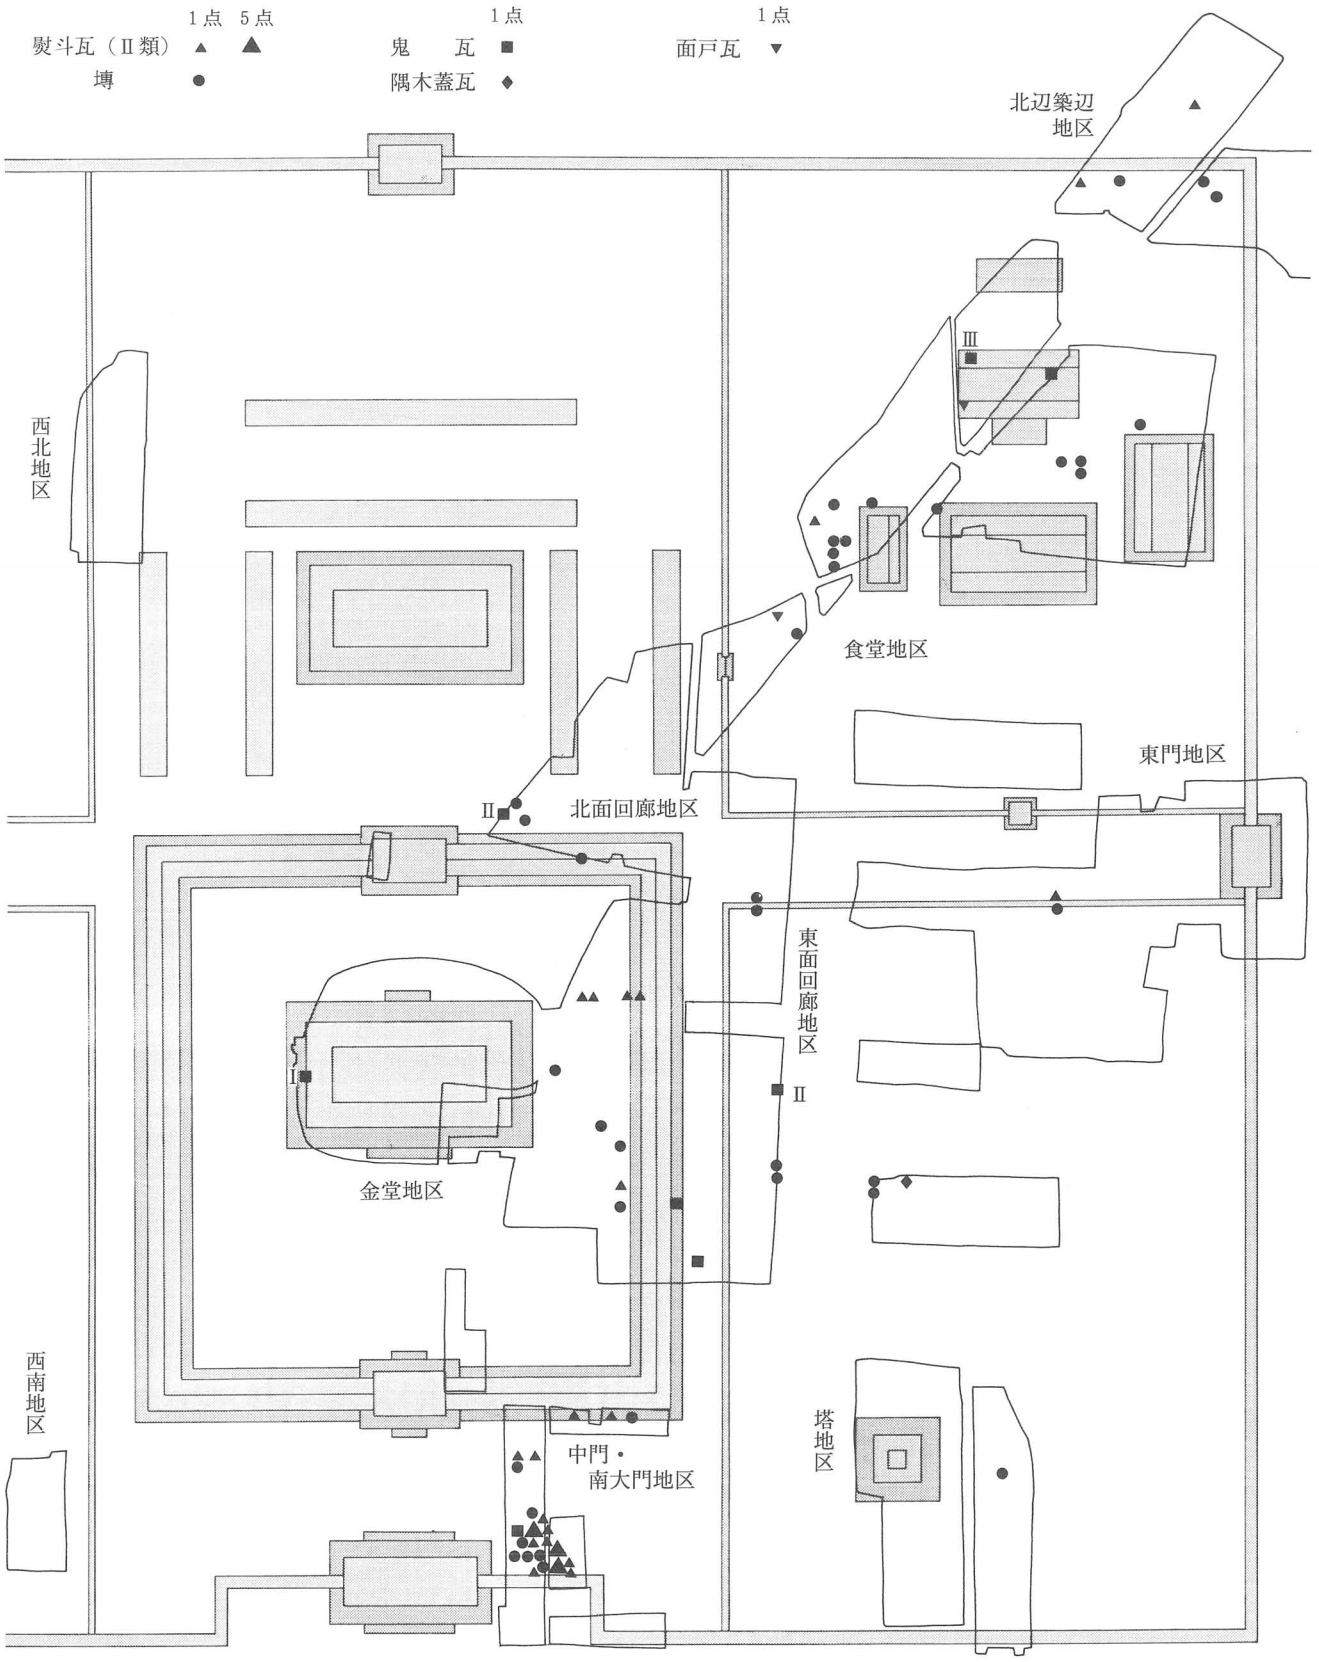 1点 5点
1点
1点
熨斗瓦(Ⅱ類)
鬼 瓦
面戸瓦
塼
隅木蓋瓦
北辺築辺
地区
Ⅲ
西北地区
食堂地区
東門地区
Ⅱ
北面回廊地区
東面回廊地区
Ⅰ
Ⅱ
金堂地区
西南地区
塔地区
中門・
南大門地区